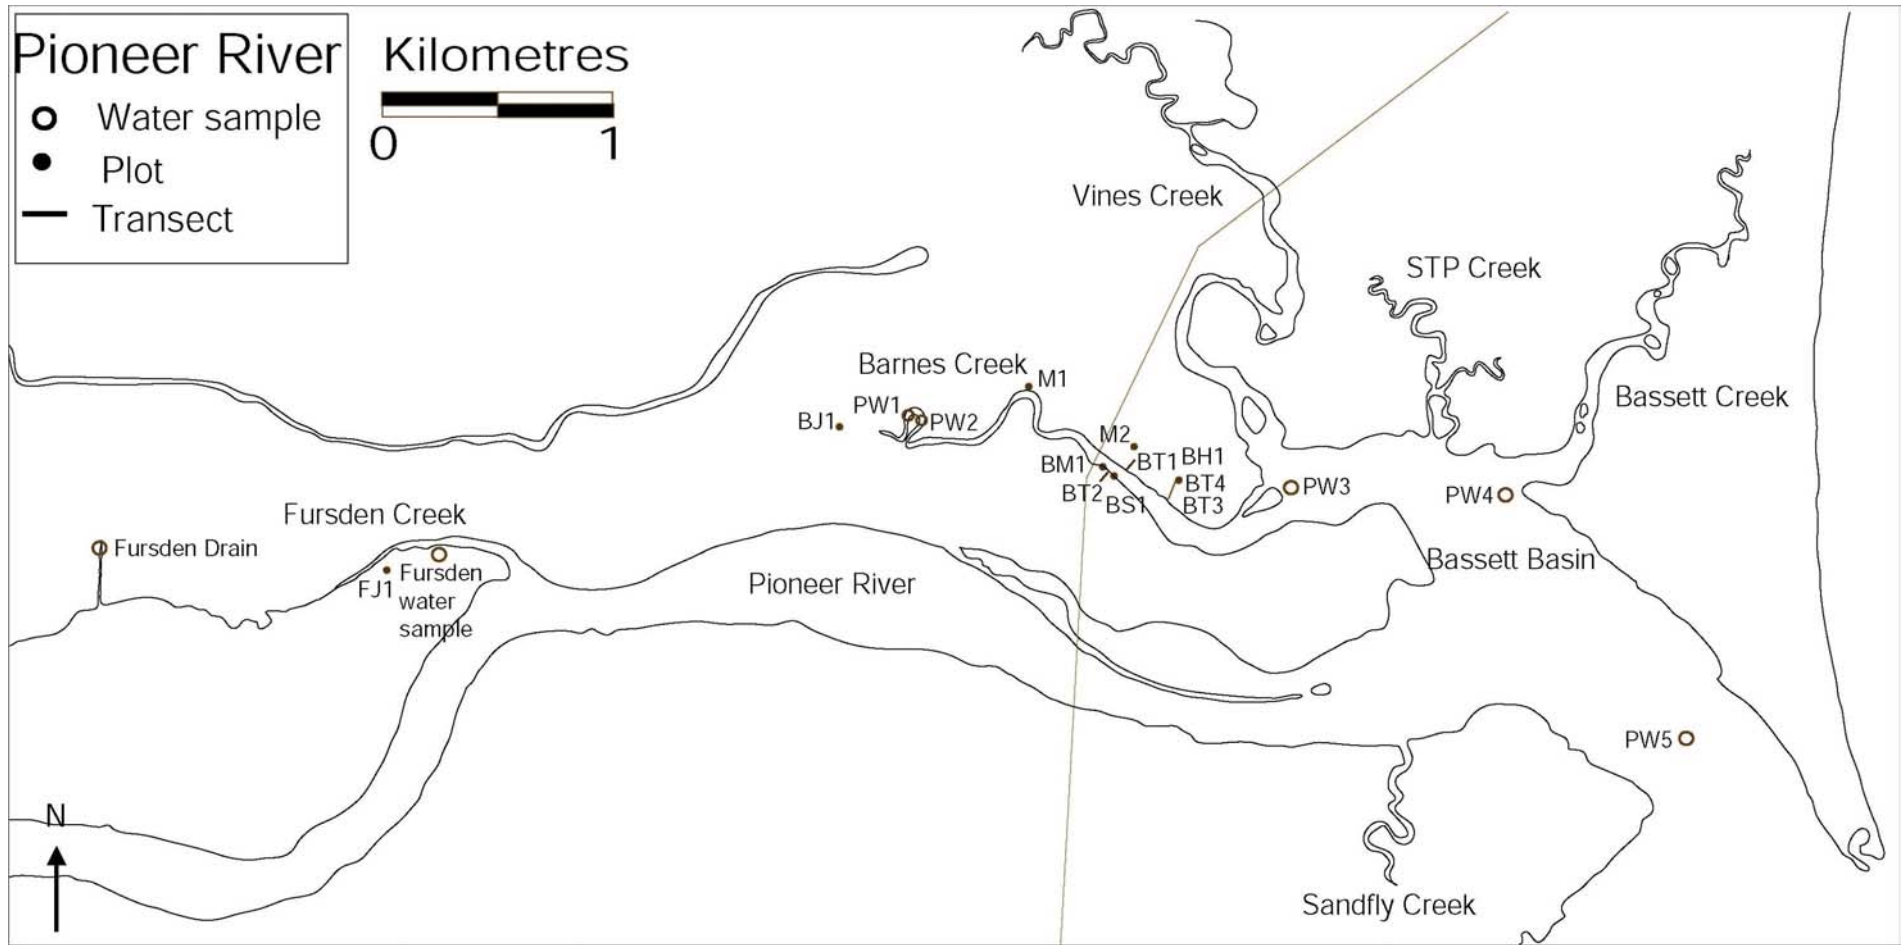 Pioneer River
Water sample
Plot
Transect
Kilometres
0 1
Vines Creek
STP Creek
Barnes Creek
M1
Bassett Creek
PW1
BJ1
PW2
M2
BM1
BT1 BH1
BT2
BT4
BS1
BT3
PW3
PW4
Fursden Creek
Fursden Drain
FJ1
Fursden
water
sample
Pioneer River
Bassett Basin
PW5
N
Sandfly Creek